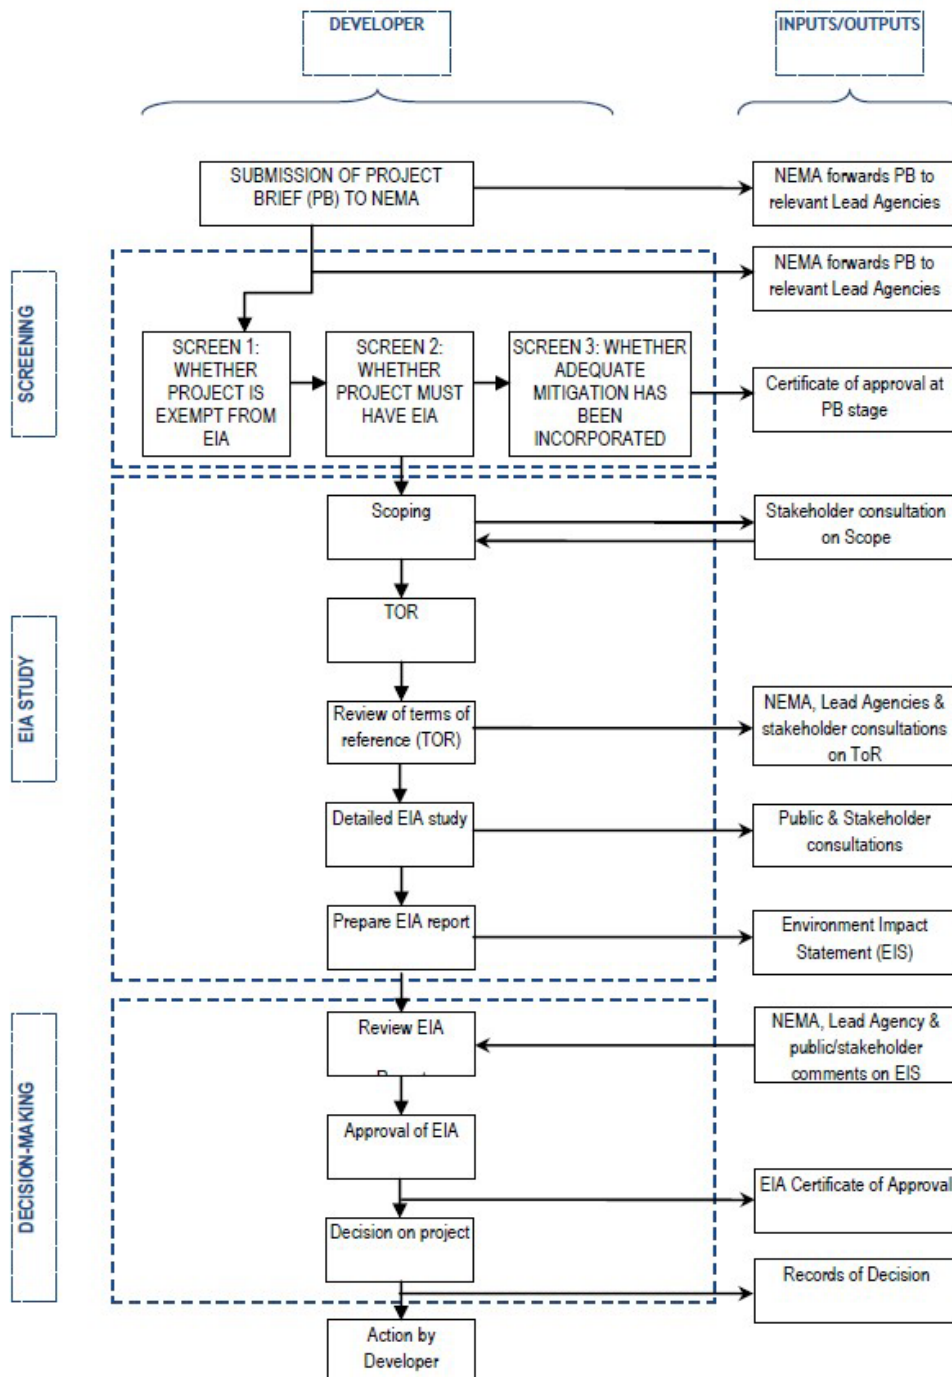 DEVELOPER
INPUTS/OUTPUTS
SUBMISSION OF PROJECT
BRIEF (PB) TO NEMA
NEMA forwards PB to
relevant Lead Agencies
NEMA forwards PB to
relevant Lead Agencies
SCREENING
SCREEN 1:
WHETHER
PROJECT IS
EXEMPT FROM
EIA
SCREEN 2:
WHETHER
PROJECT MUST
HAVE EIA
SCREEN 3: WHETHER
ADEQUATE
MITIGATION HAS
BEEN
INCORPORATED
Certificate of approval at
PB stage
EIA STUDY
Scoping
Stakeholder consultation
on Scope
TOR
Review of terms of
reference (TOR)
NEMA, Lead Agencies &
stakeholder consultations
on ToR
Detailed EIA study
Public & Stakeholder
consultations
Prepare EIA report
Environment Impact
Statement (EIS)
DECISION-MAKING
Review EIA
NEMA, Lead Agency &
public/stakeholder
comments on EIS
Approval of EIA
EIA Certificate of Approval
Decision on project
Records of Decision
Action by
Developer